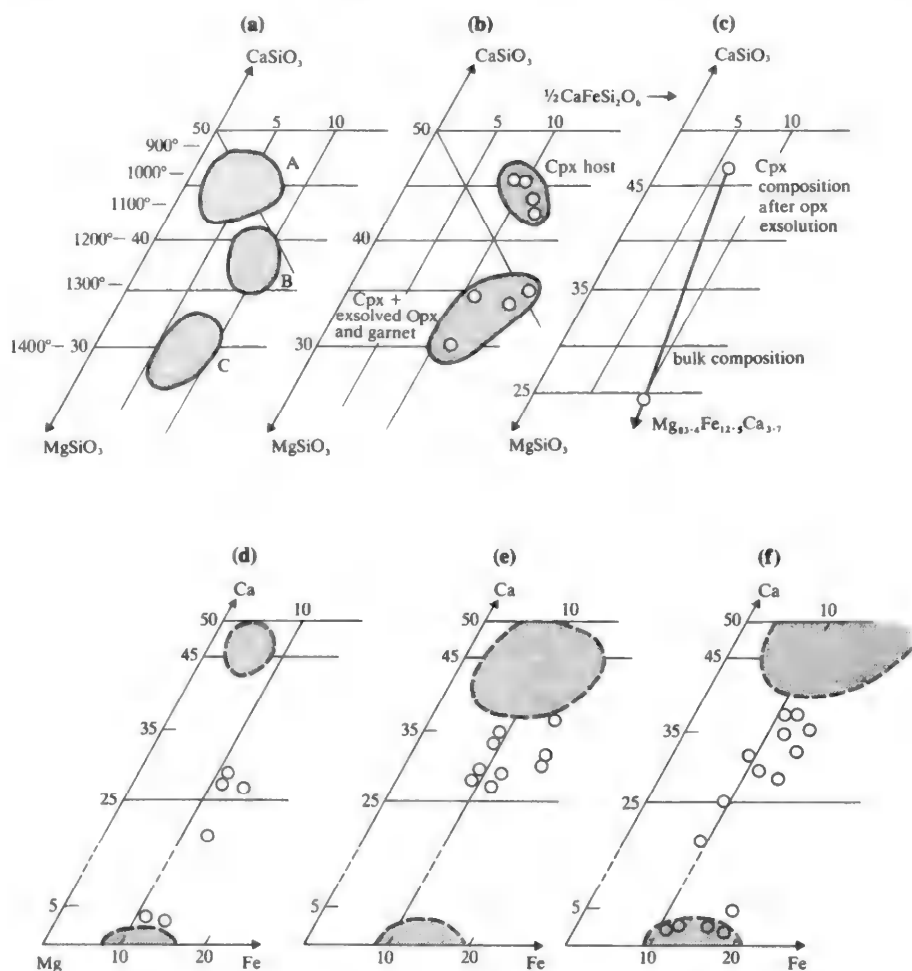 (a)
CaSiO₃
50
5
10
900°
1000°
1100°
1200°
1300°
1400°
40
30
A
B
C
MgSiO₃
(b)
CaSiO₃
50
5
10
Cpx host
40
Cpx +
exsolved Opx
and garnet
30
MgSiO₃
(c)
CaSiO₃
½CaFeSi₂O₆ →
5
10
45
Cpx
composition
after opx
exsolution
35
bulk composition
25
Mg₈₃.₄Fe₁₂.₅Ca₃.₇
(d)
Ca
50
10
45
35
25
5
Mg
10
20
Fe
(e)
Ca
50
10
45
35
25
5
10
20
Fe
(f)
Ca
50
10
45
35
25
5
10
20
Fe